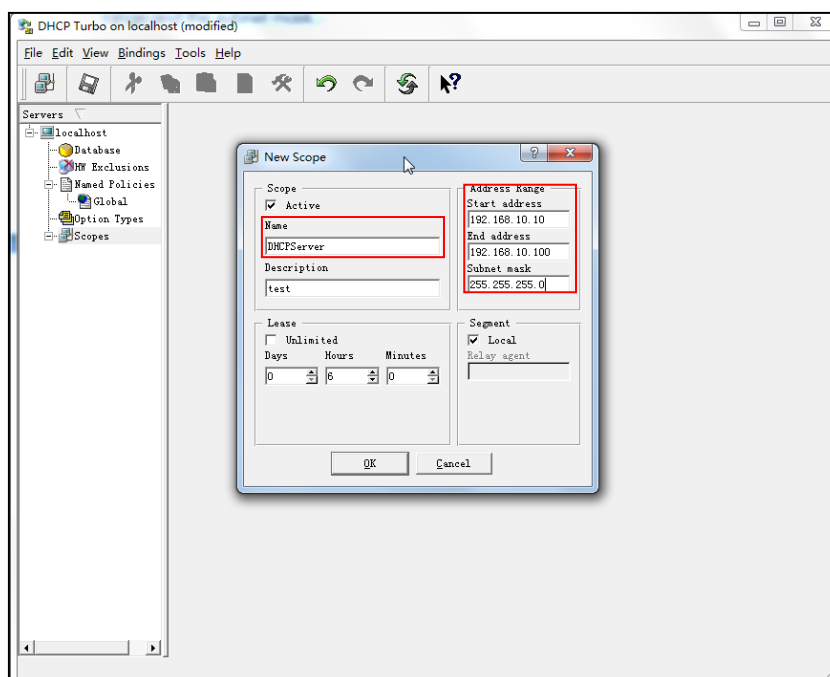 DHCP Turbo on localhost (modified)
File Edit View Bindings Tools Help
Servers
localhost
Database
HW Exclusions
Named Policies
Global
Option Types
Scopes
New Scope
Scope
Active
Name
DHCPServer
Description
test
Address Range
Start address
192.168.10.10
End address
192.168.10.100
Subnet mask
255.255.255.0
Lease
Unlimited
Days Hours Minutes
0 6 0
Segment
Local
Relay agent
OK Cancel